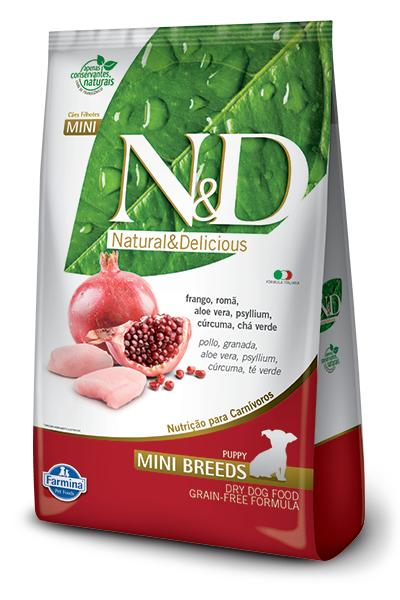 apenas
conservantes
naturais
Cães Filhotes
MINI
N&D
Natural&Delicious
FORMULA ITALIANA
frango, romã,
aloe vera, psyllium,
cúrcuma, chá verde
pollo, granada,
aloe vera, psyllium,
cúrcuma, té verde
Nutrição para Carnívoros
PUPPY
MINI BREEDS
DRY DOG FOOD
GRAIN-FREE FORMULA
Farmina
Pet Foods
N&D